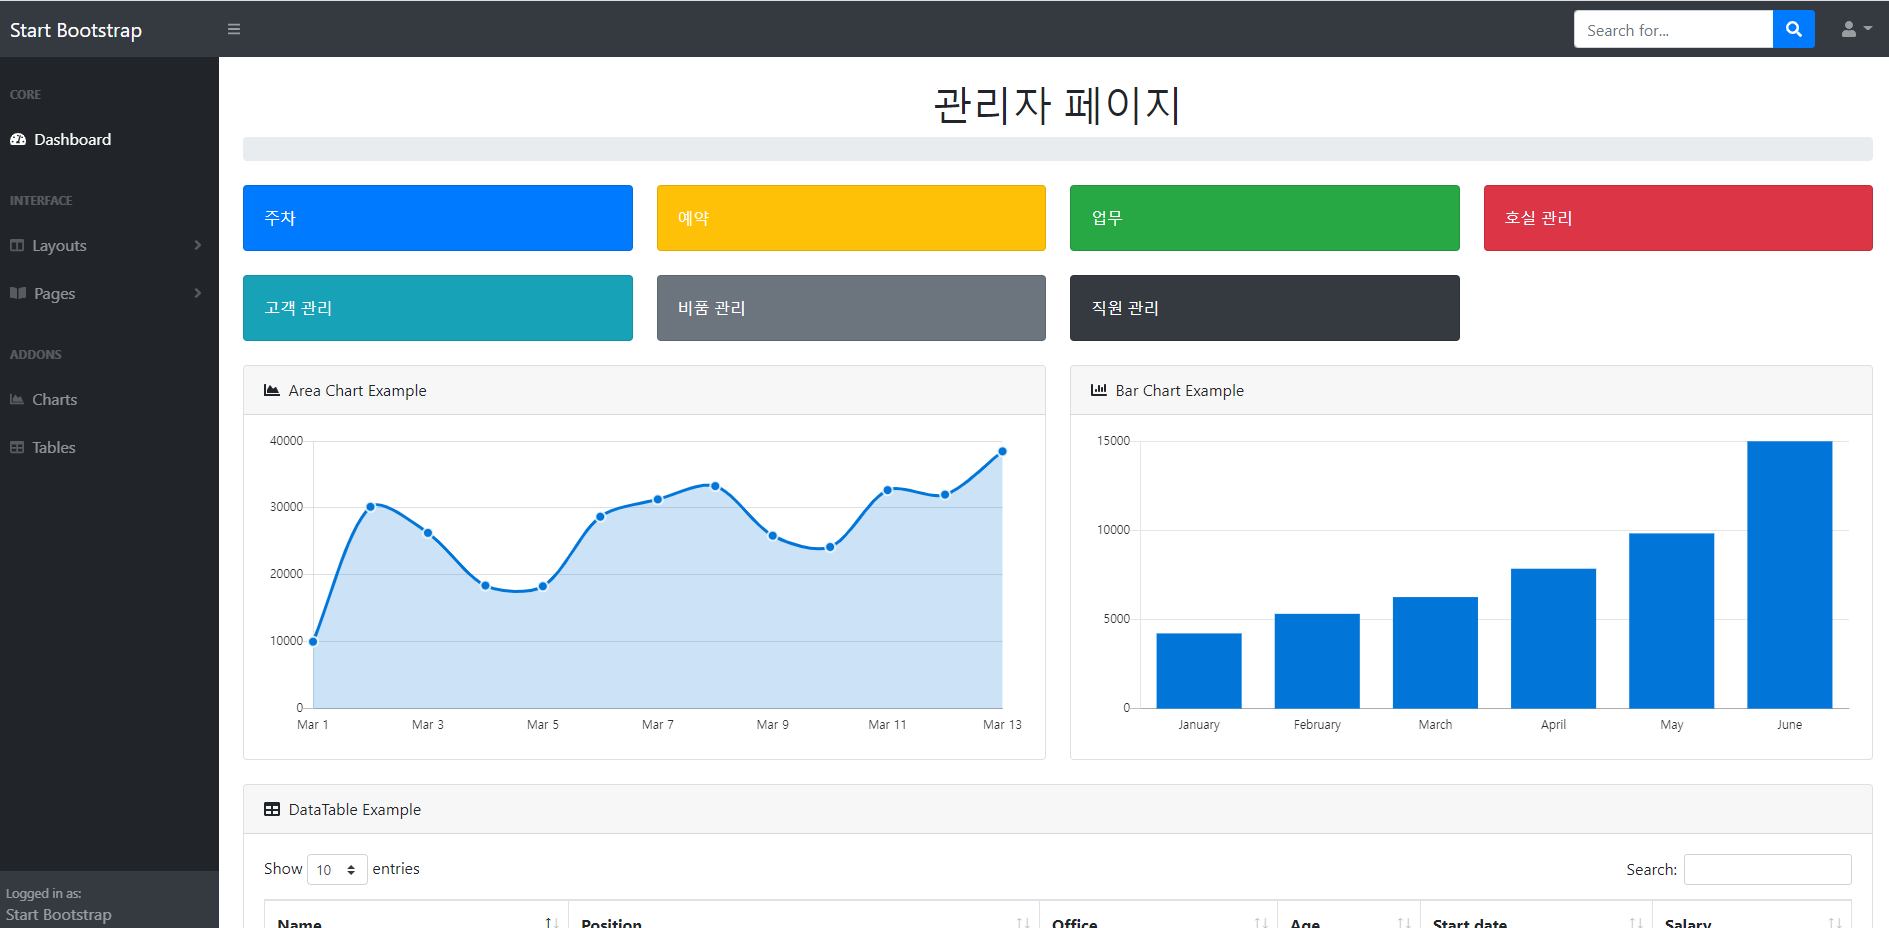 Start Bootstrap
Search for...
CORE
Dashboard
INTERFACE
Layouts
Pages
ADDONS
Charts
Tables
Logged in as:
Start Bootstrap
관리자 페이지
주차
예약
업무
호실 관리
고객 관리
비품 관리
직원 관리
Area Chart Example
40000
30000
20000
10000
0
Mar 1 Mar 3 Mar 5 Mar 7 Mar 9 Mar 11 Mar 13
Bar Chart Example
15000
10000
5000
0
January February March April May June
DataTable Example
Show 10 entries
Search:
Name Position Office Age Start date Salary